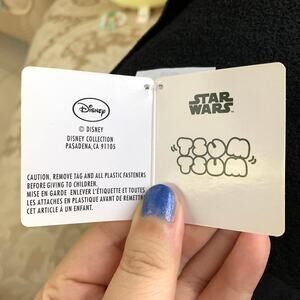 Disney
© DISNEY
DISNEY COLLECTION
PASADENA, CA 91105
CAUTION, REMOVE TAG AND ALL PLASTIC FASTENERS
BEFORE GIVING TO CHILDREN.
MISE EN GARDE ENLEVER L'ÉTIQUETTE ET TOUTES
LES ATTACHES EN PLASTIQUE AVANT DE REMETTRE
CET ARTICLE À UN ENFANT.
STAR
WARS
TSUM
TSUM